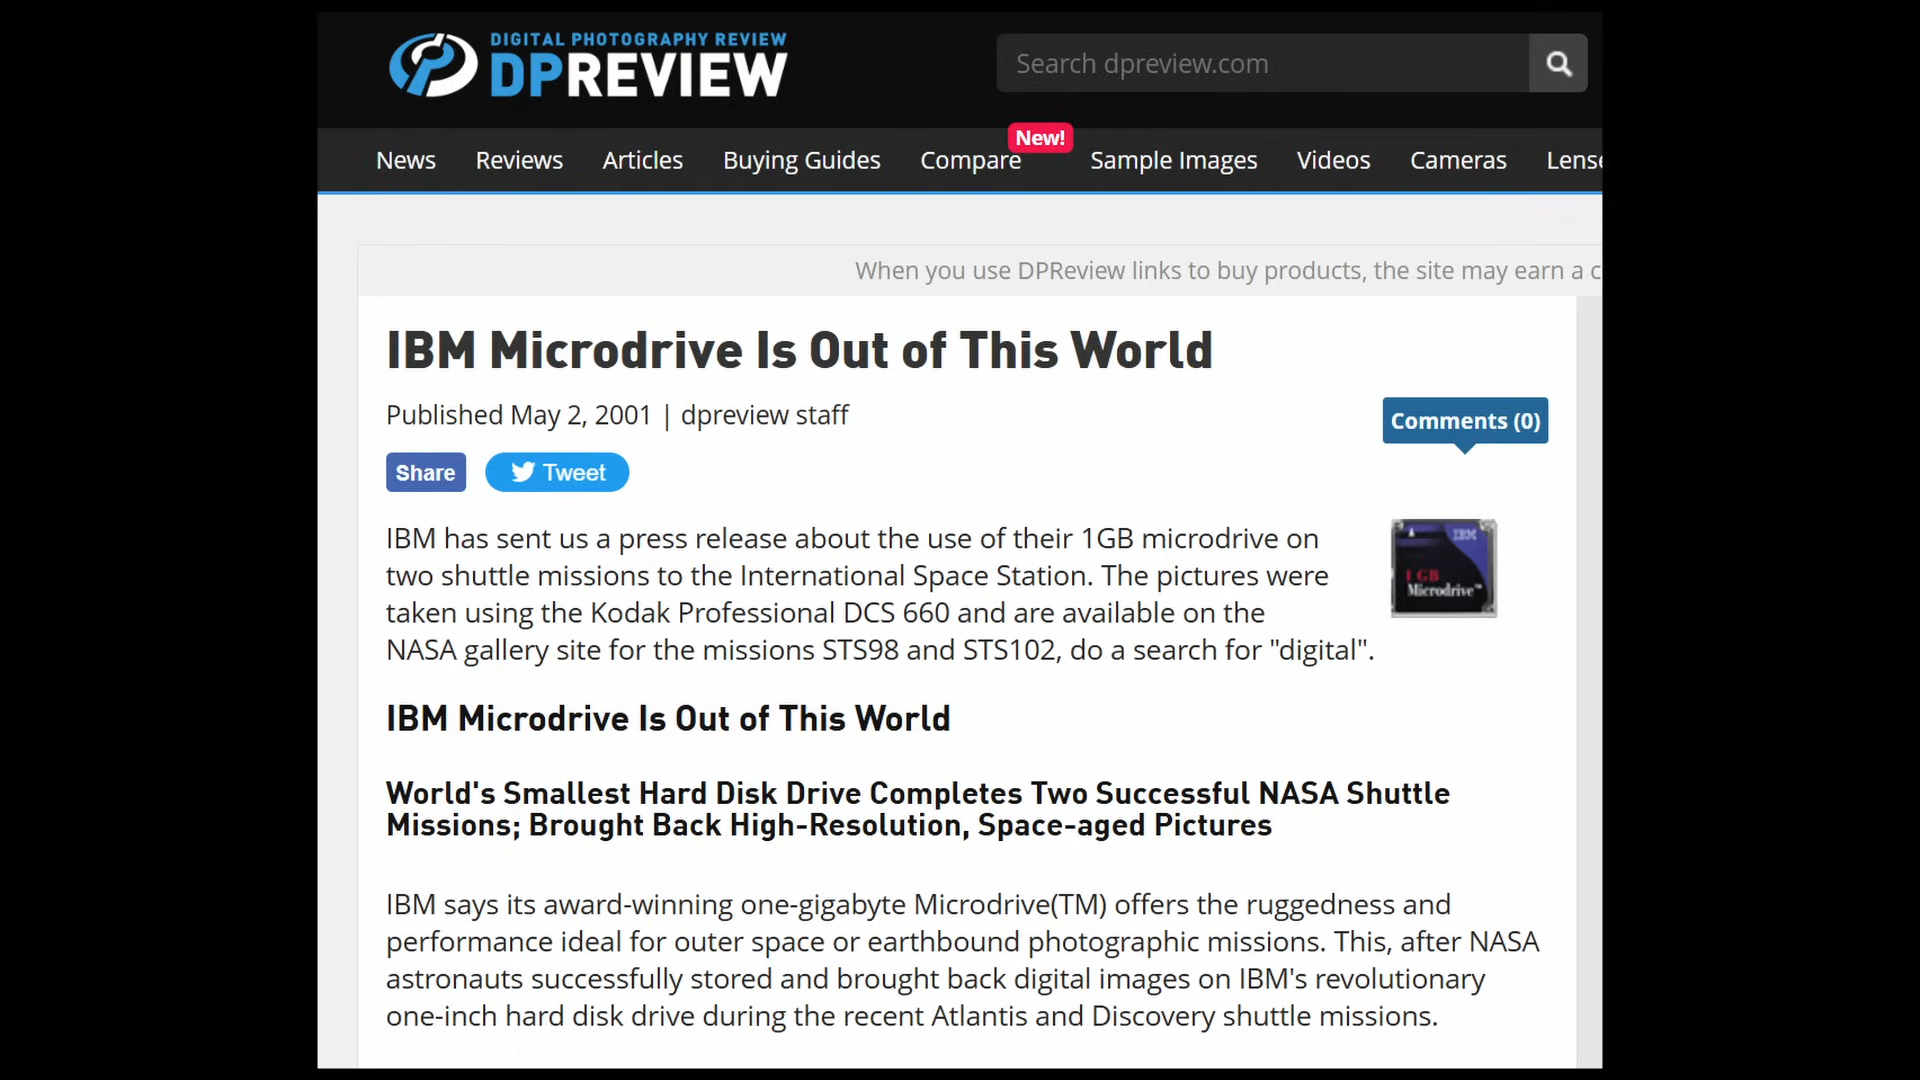 DIGITAL PHOTOGRAPHY REVIEW
DPREVIEW
Search dpreview.com
New!
News Reviews Articles Buying Guides Compare Sample Images Videos Cameras Lense
When you use DPReview links to buy products, the site may earn a c
IBM Microdrive Is Out of This World
Published May 2, 2001 | dpreview staff
Comments (0)
Share Tweet
IBM has sent us a press release about the use of their 1GB microdrive on
two shuttle missions to the International Space Station. The pictures were
taken using the Kodak Professional DCS 660 and are available on the
NASA gallery site for the missions STS98 and STS102, do a search for "digital".
IBM
1 GB
Microdrive™
IBM Microdrive Is Out of This World
World's Smallest Hard Disk Drive Completes Two Successful NASA Shuttle
Missions; Brought Back High-Resolution, Space-aged Pictures
IBM says its award-winning one-gigabyte Microdrive(TM) offers the ruggedness and
performance ideal for outer space or earthbound photographic missions. This, after NASA
astronauts successfully stored and brought back digital images on IBM's revolutionary
one-inch hard disk drive during the recent Atlantis and Discovery shuttle missions.